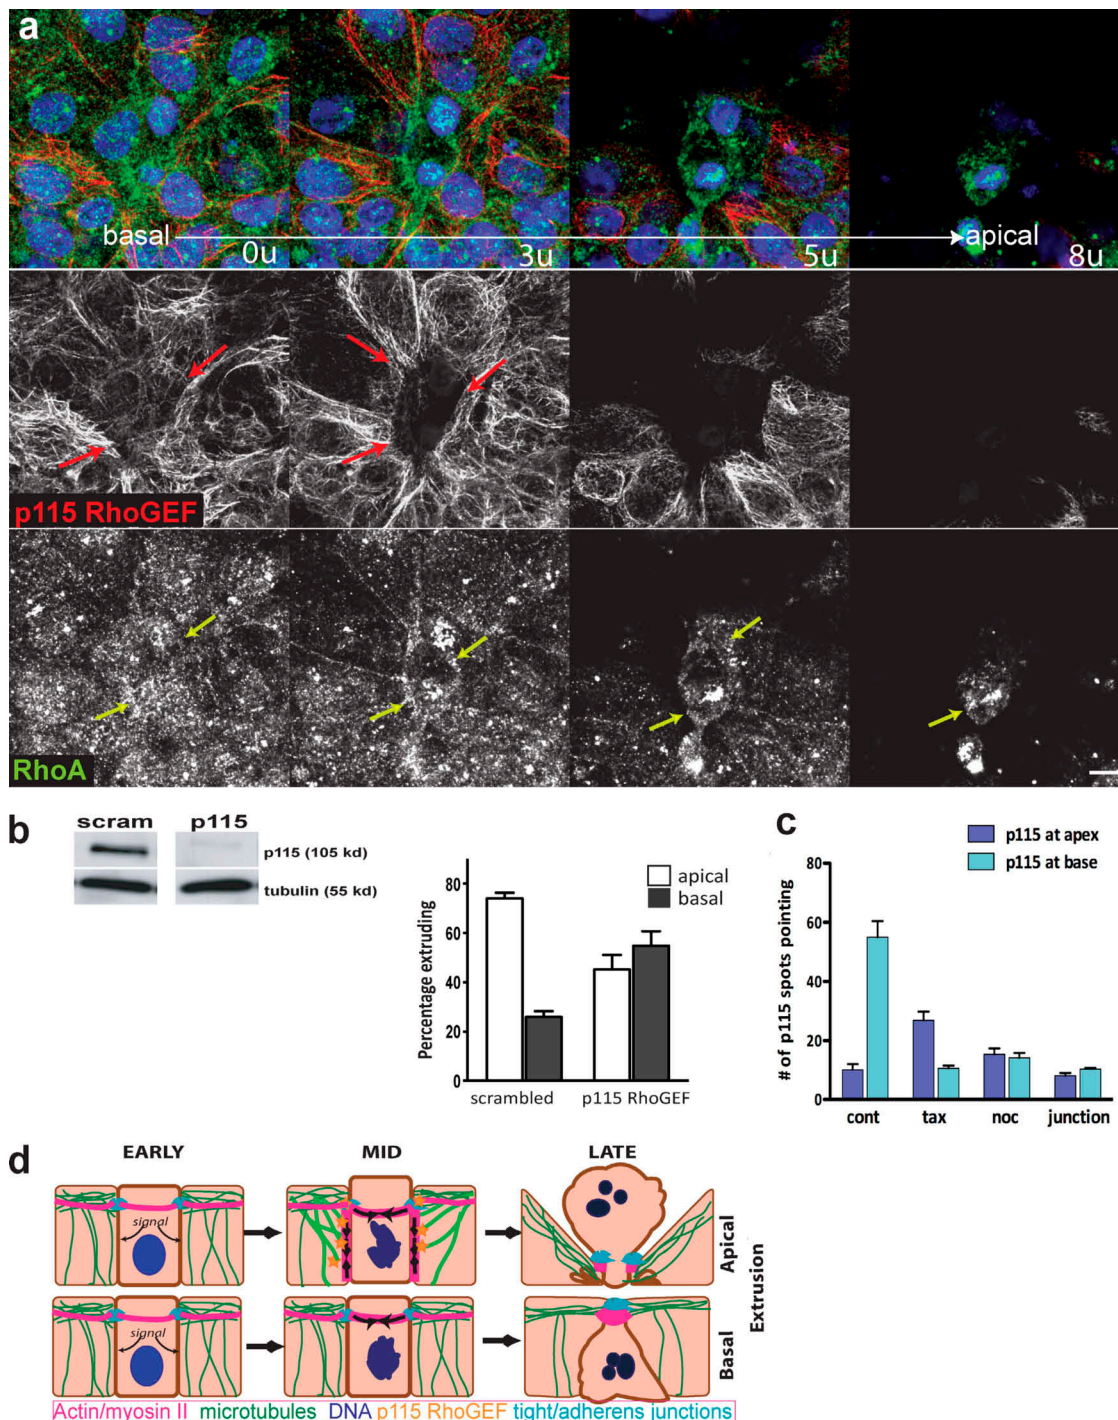 a
basal
apical
0u
3u
5u
8u
p115 RhoGEF
RhoA
b
scram p115
p115 (105 kd)
tubulin (55 kd)
apical
basal
Percentage extruding
80
60
40
20
0
scrambled p115 RhoGEF
c
p115 at apex
p115 at base
# of p115 spots pointing
80
60
40
20
0
cont tax noc junction
d
EARLY MID LATE
signal
signal
Apical
Basal
Extrusion
Actin/myosin II microtubules DNA p115 RhoGEF tight/adherens junctions